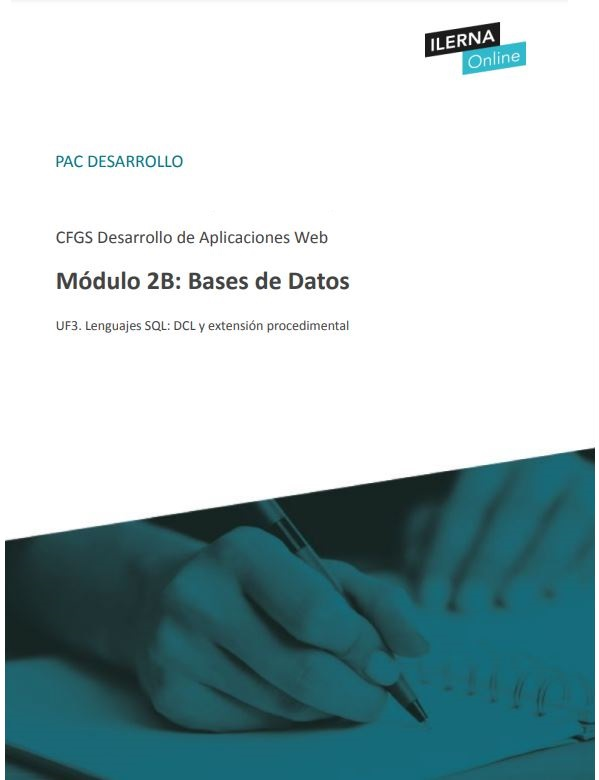 ILERNA
Online
PAC DESARROLLO
CFGS Desarrollo de Aplicaciones Web
Módulo 2B: Bases de Datos
UF3. Lenguajes SQL: DCL y extensión procedimental